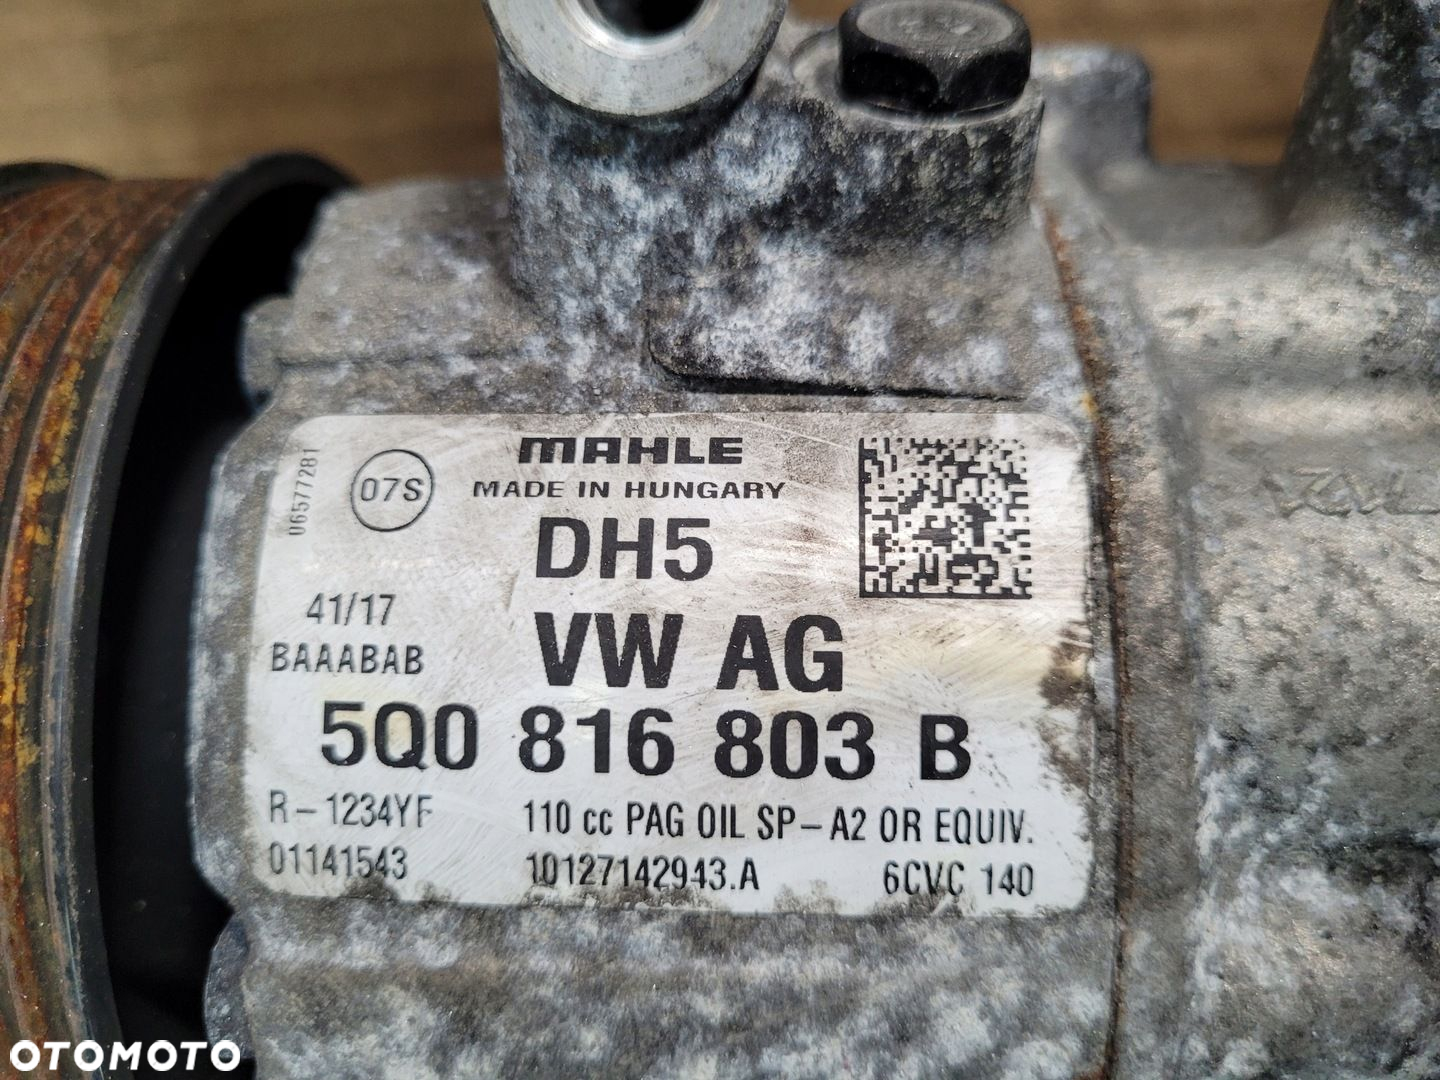 06577281
07S
MAHLE
MADE IN HUNGARY
DH5
41/17
BAAABAB
VW AG
5Q0 816 803 B
R-1234YF 110 cc PAG OIL SP-A2 OR EQUIV.
01141543 10127142943.A 6CVC 140
OTOMOTO